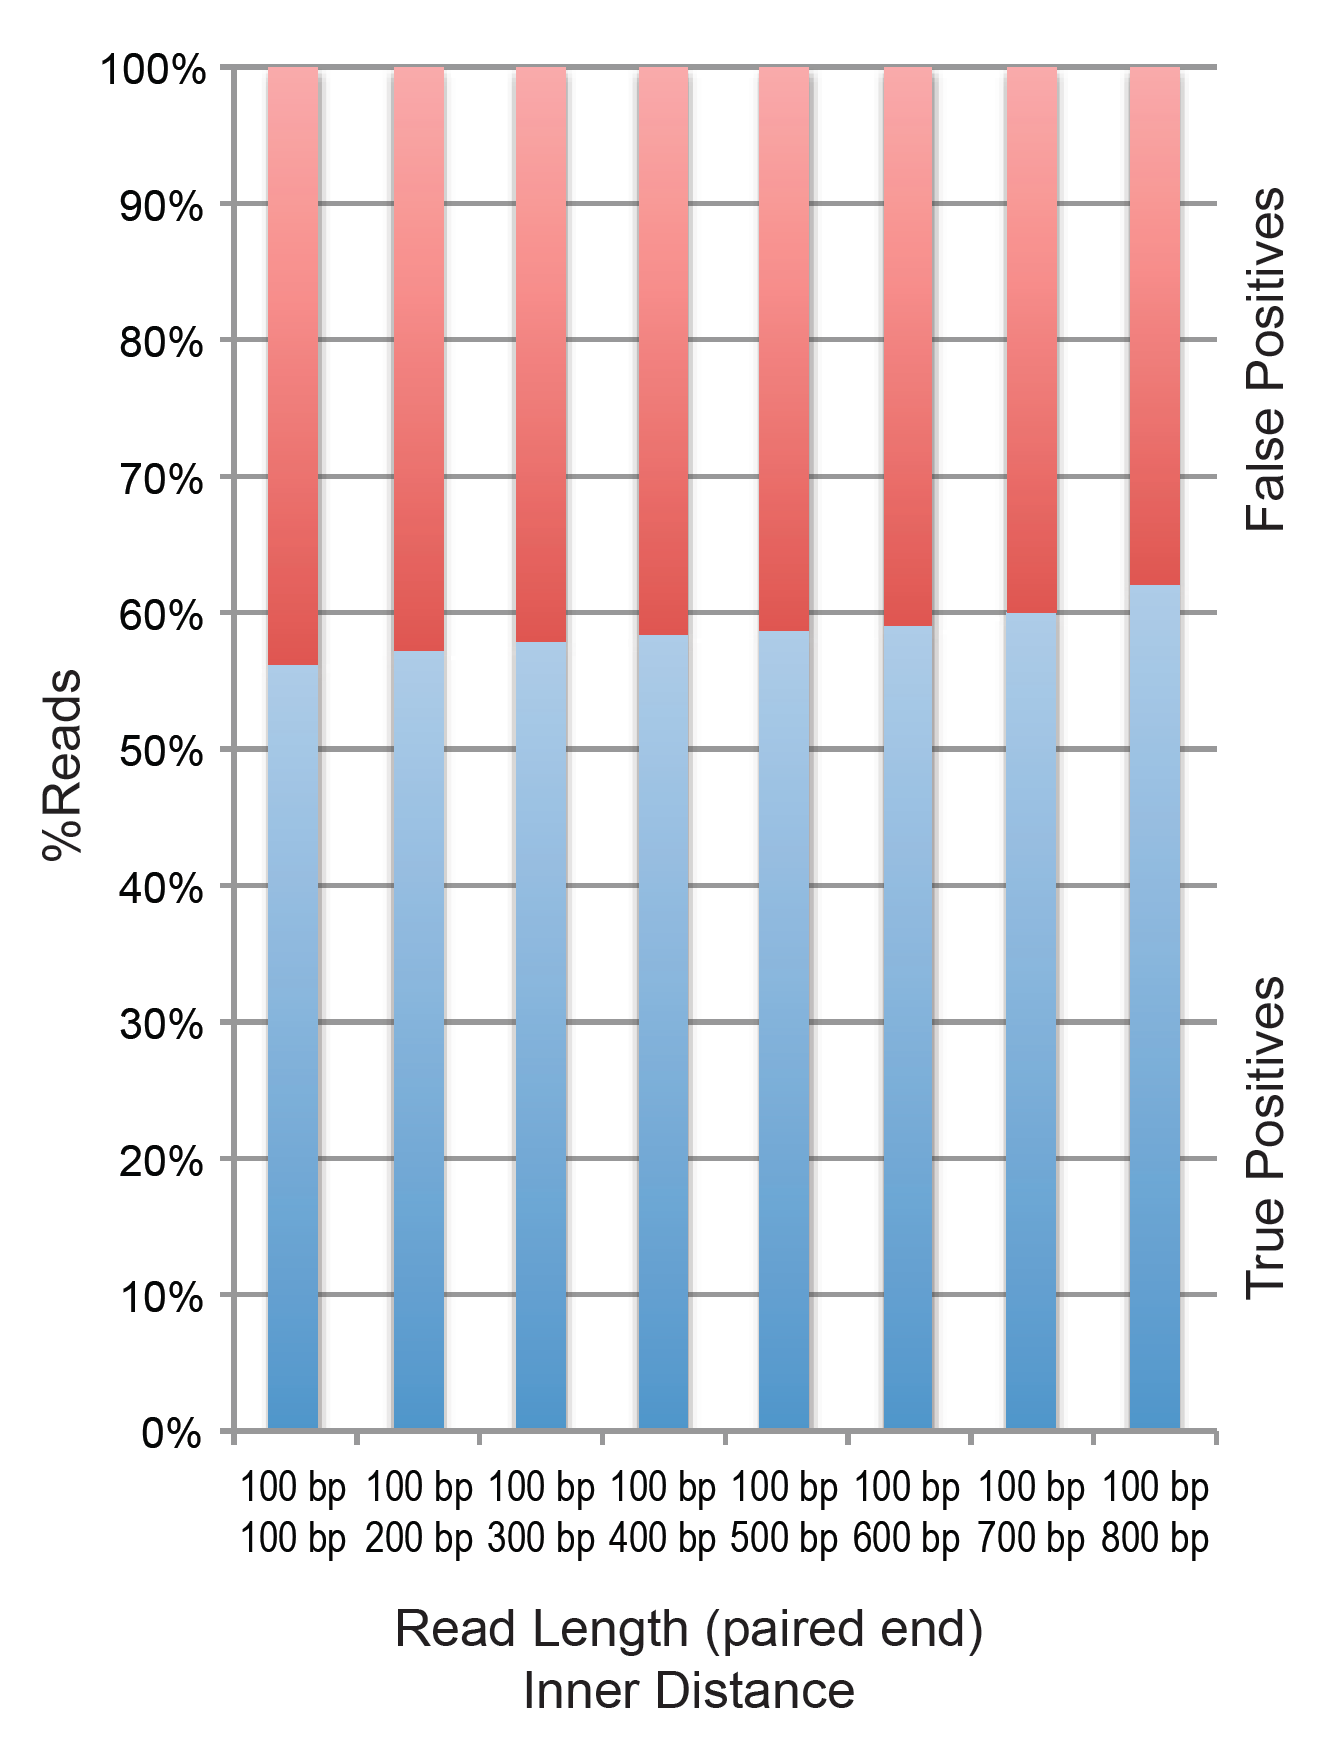 100%
90%
80%
70%
60%
50%
40%
30%
20%
10%
0%
%Reads
False Positives
True Positives
100 bp 100 bp 100 bp 100 bp 100 bp 100 bp 100 bp 100 bp
100 bp 200 bp 300 bp 400 bp 500 bp 600 bp 700 bp 800 bp
Read Length (paired end)
Inner Distance